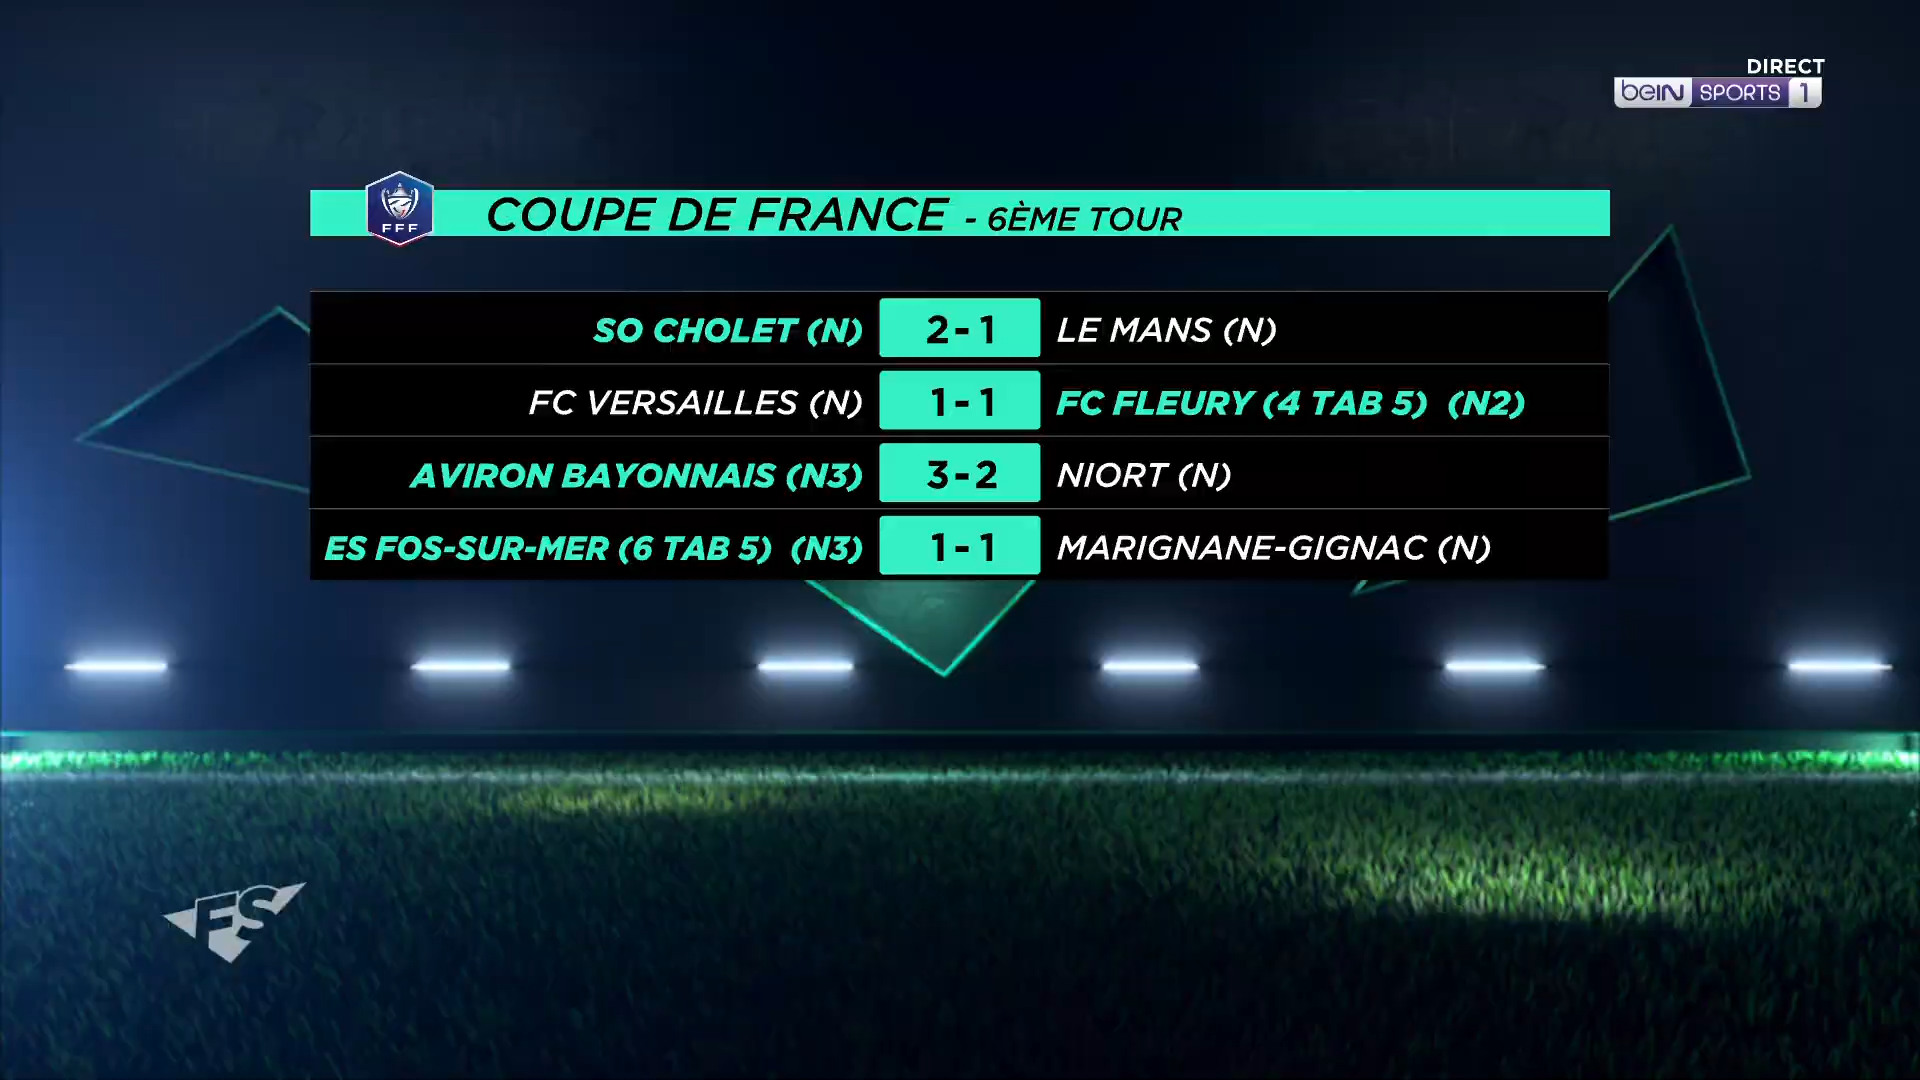 DIRECT
beIN SPORTS 1
FFF
COUPE DE FRANCE - 6ÈME TOUR
SO CHOLET (N) 2 - 1 LE MANS (N)
FC VERSAILLES (N) 1 - 1 FC FLEURY (4 TAB 5) (N2)
AVIRON BAYONNAIS (N3) 3 - 2 NIORT (N)
ES FOS-SUR-MER (6 TAB 5) (N3) 1 - 1 MARIGNANE-GIGNAC (N)
FS